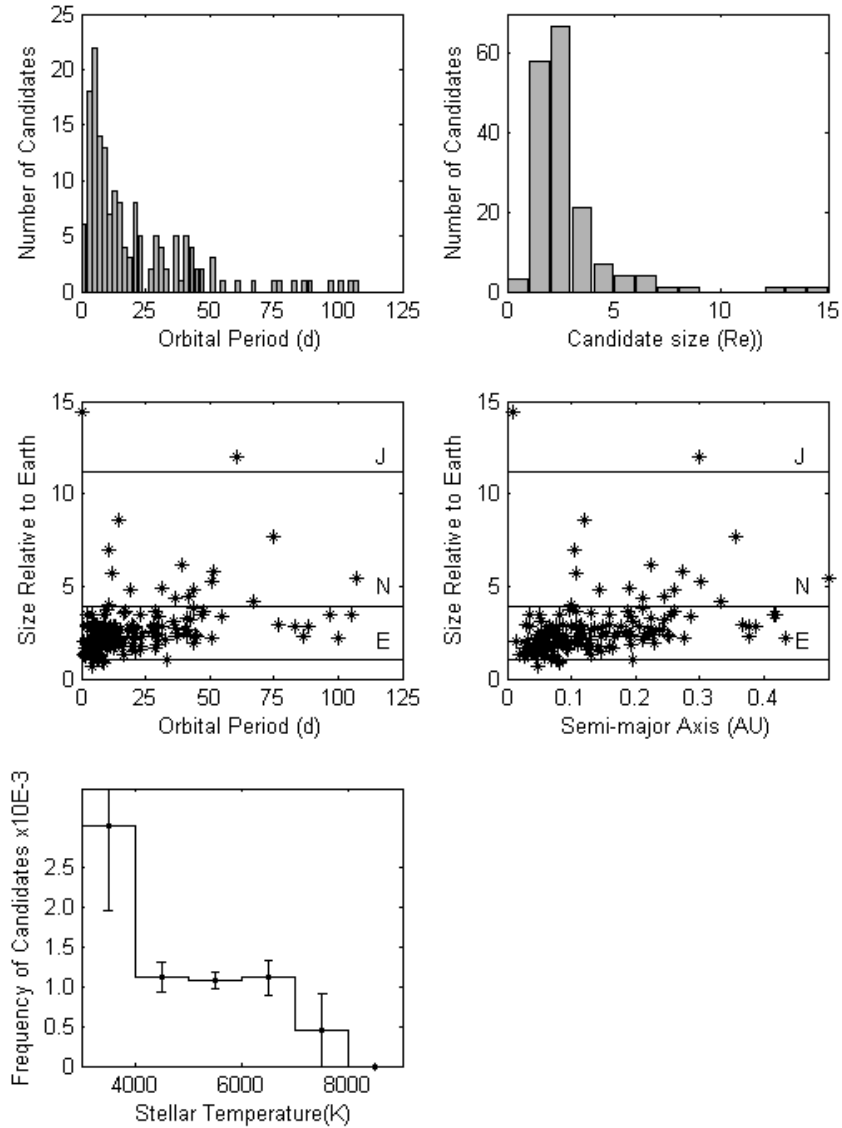 25
20
15
10
5
0
Number of Candidates
0 25 50 75 100 125
Orbital Period (d)
60
40
20
0
Number of Candidates
0 5 10 15
Candidate size (Re))
15
10
5
0
Size Relative to Earth
J
N
E
0 25 50 75 100 125
Orbital Period (d)
15
10
5
0
Size Relative to Earth
J
N
E
0 0.1 0.2 0.3 0.4
Semi-major Axis (AU)
2.5
2.0
1.5
1.0
0.5
0
Frequency of Candidates x10E-3
4000 6000 8000
Stellar Temperature(K)